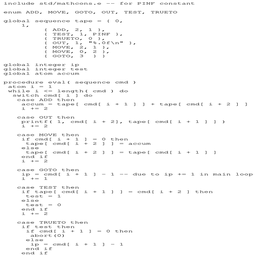 include std/mathcons.e -- for PINF constant
enum ADD, MOVE, GOTO, OUT, TEST, TRUETO
global sequence tape = { 0,
1,
{ ADD, 2, 1 },
{ TEST, 1, PINF },
{ TRUETO, 0 },
{ OUT, 1, "%.0f\n" },
{ MOVE, 2, 1 },
{ MOVE, 0, 2 },
{ GOTO, 3 } }
global integer ip
global integer test
global atom accum
procedure eval( sequence cmd )
atom i = 1
while i <= length( cmd ) do
switch cmd[ i ] do
case ADD then
accum = tape[ cmd[ i + 1 ] ] + tape[ cmd[ i + 2 ] ]
i += 2
case OUT then
printf( 1, cmd[ i + 2], tape[ cmd[ i + 1 ] ] )
i += 2
case MOVE then
if cmd[ i + 1 ] = 0 then
tape[ cmd[ i + 2 ] ] = accum
else
tape[ cmd[ i + 2 ] ] = tape[ cmd[ i + 1 ] ]
end if
i += 2
case GOTO then
ip = cmd[ i + 1 ] - 1 -- due to ip += 1 in main loop
i += 1
case TEST then
if tape[ cmd[ i + 1 ] ] = cmd[ i + 2 ] then
test = 1
else
test = 0
end if
i += 2
case TRUETO then
if test then
if cmd[ i + 1 ] = 0 then
abort(0)
else
ip = cmd[ i + 1 ] - 1
end if
end if